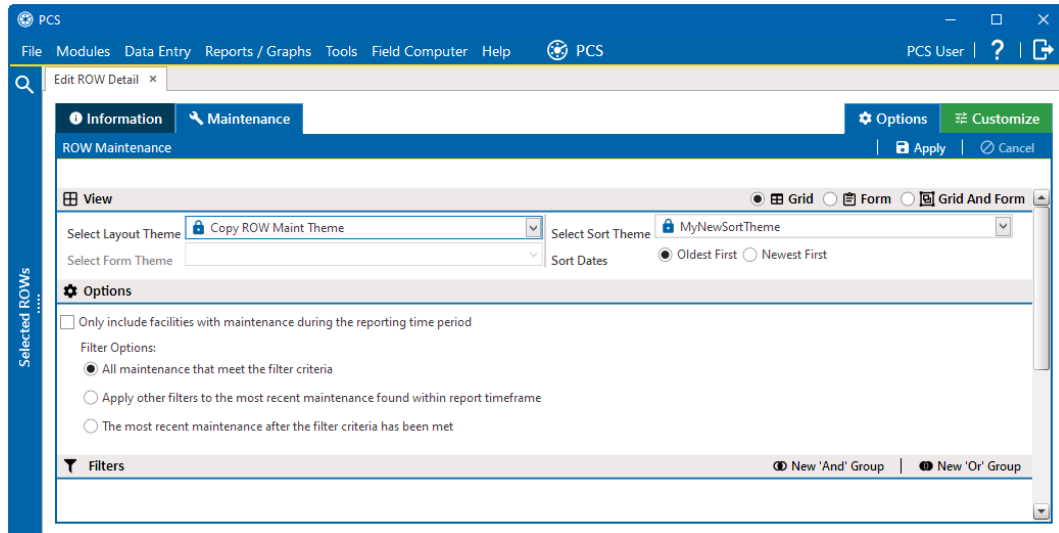 PCS
File Modules Data Entry Reports / Graphs Tools Field Computer Help PCS PCS User ?
Edit ROW Detail ×
Information Maintenance Options Customize
ROW Maintenance Apply Cancel
View Grid Form Grid And Form
Select Layout Theme Copy ROW Maint Theme Select Sort Theme MyNewSortTheme
Select Form Theme Sort Dates Oldest First Newest First
Selected ROWs
Options
Only include facilities with maintenance during the reporting time period
Filter Options:
All maintenance that meet the filter criteria
Apply other filters to the most recent maintenance found within report timeframe
The most recent maintenance after the filter criteria has been met
Filters New 'And' Group New 'Or' Group